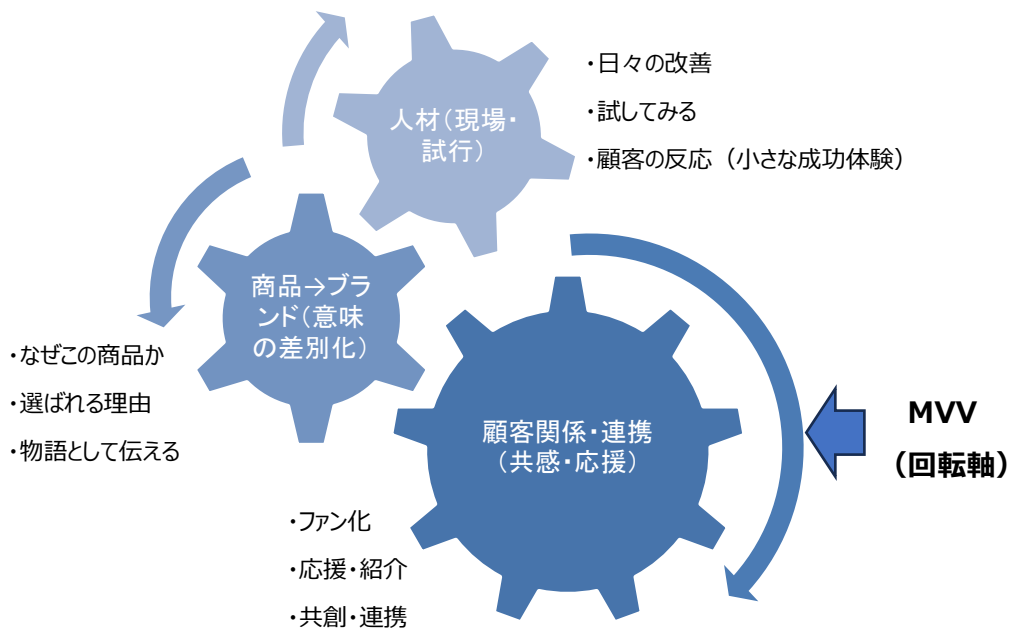 人材（現場・
試行）
・日々の改善
・試してみる
・顧客の反応（小さな成功体験）
商品→ブラ
ンド（意味
の差別化）
・なぜこの商品か
・選ばれる理由
・物語として伝える
顧客関係・連携
（共感・応援）
・ファン化
・応援・紹介
・共創・連携
MVV
（回転軸）